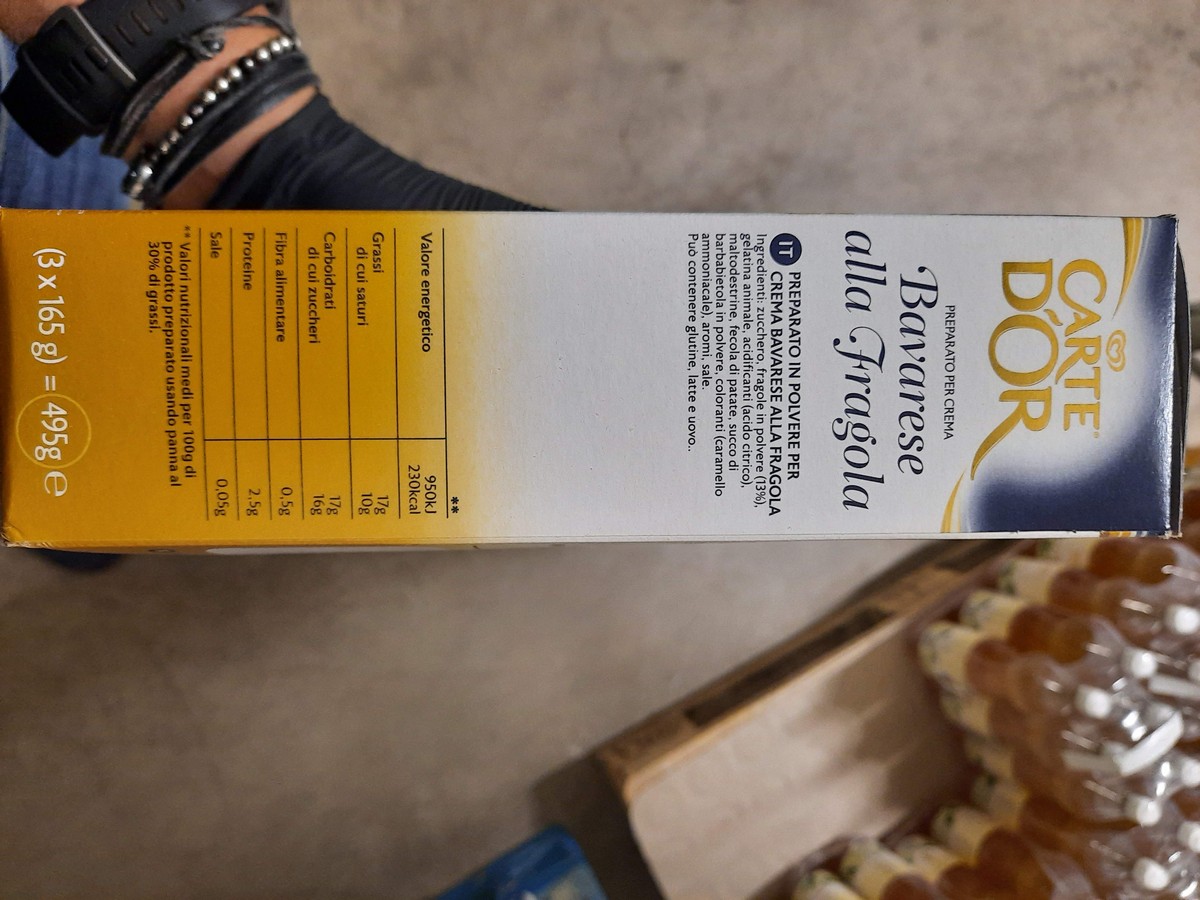 CARTE
D'OR
PREPARATO PER CREMA
Bavarese
alla Fragola
IT PREPARATO IN POLVERE PER
CREMA BAVARESE ALLA FRAGOLA
Ingredienti: zucchero, fragole in polvere (13%),
gelatina animale, acidificanti (acido citrico),
maltodestrine, fecola di patate, succo di
barbabietola in polvere, coloranti (caramello
ammoniacale), aromi, sale.
Può contenere glutine, latte e uovo..
**
Valore energetico 950kJ
230kcal
Grassi 17g
di cui saturi 10g
Carboidrati 17g
di cui zuccheri 16g
Fibra alimentare 0,5g
Proteine 2,5g
Sale 0,05g
** Valori nutrizionali medi per 100g di
prodotto preparato usando panna al
30% di grassi.
(3 x 165 g) = 495g e